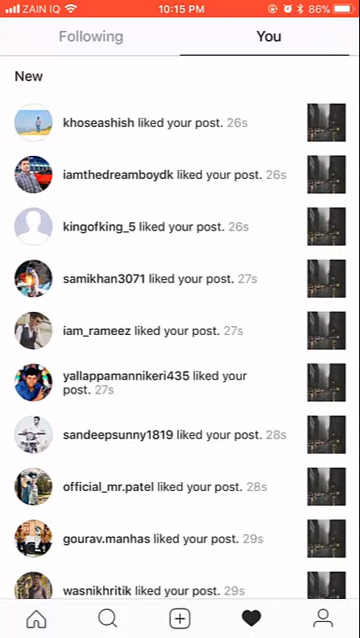 ZAIN IQ 10:15 PM 86%
Following You
New
khoseashish liked your post. 26s
iamthedreamboydk liked your post. 26s
kingofking_5 liked your post. 26s
samikhan3071 liked your post. 27s
iam_rameez liked your post. 27s
yallappamannikeri435 liked your
post. 27s
sandeepsunny1819 liked your post. 28s
official_mr.patel liked your post. 28s
gourav.manhas liked your post. 29s
wasnikhritik liked your post. 29s